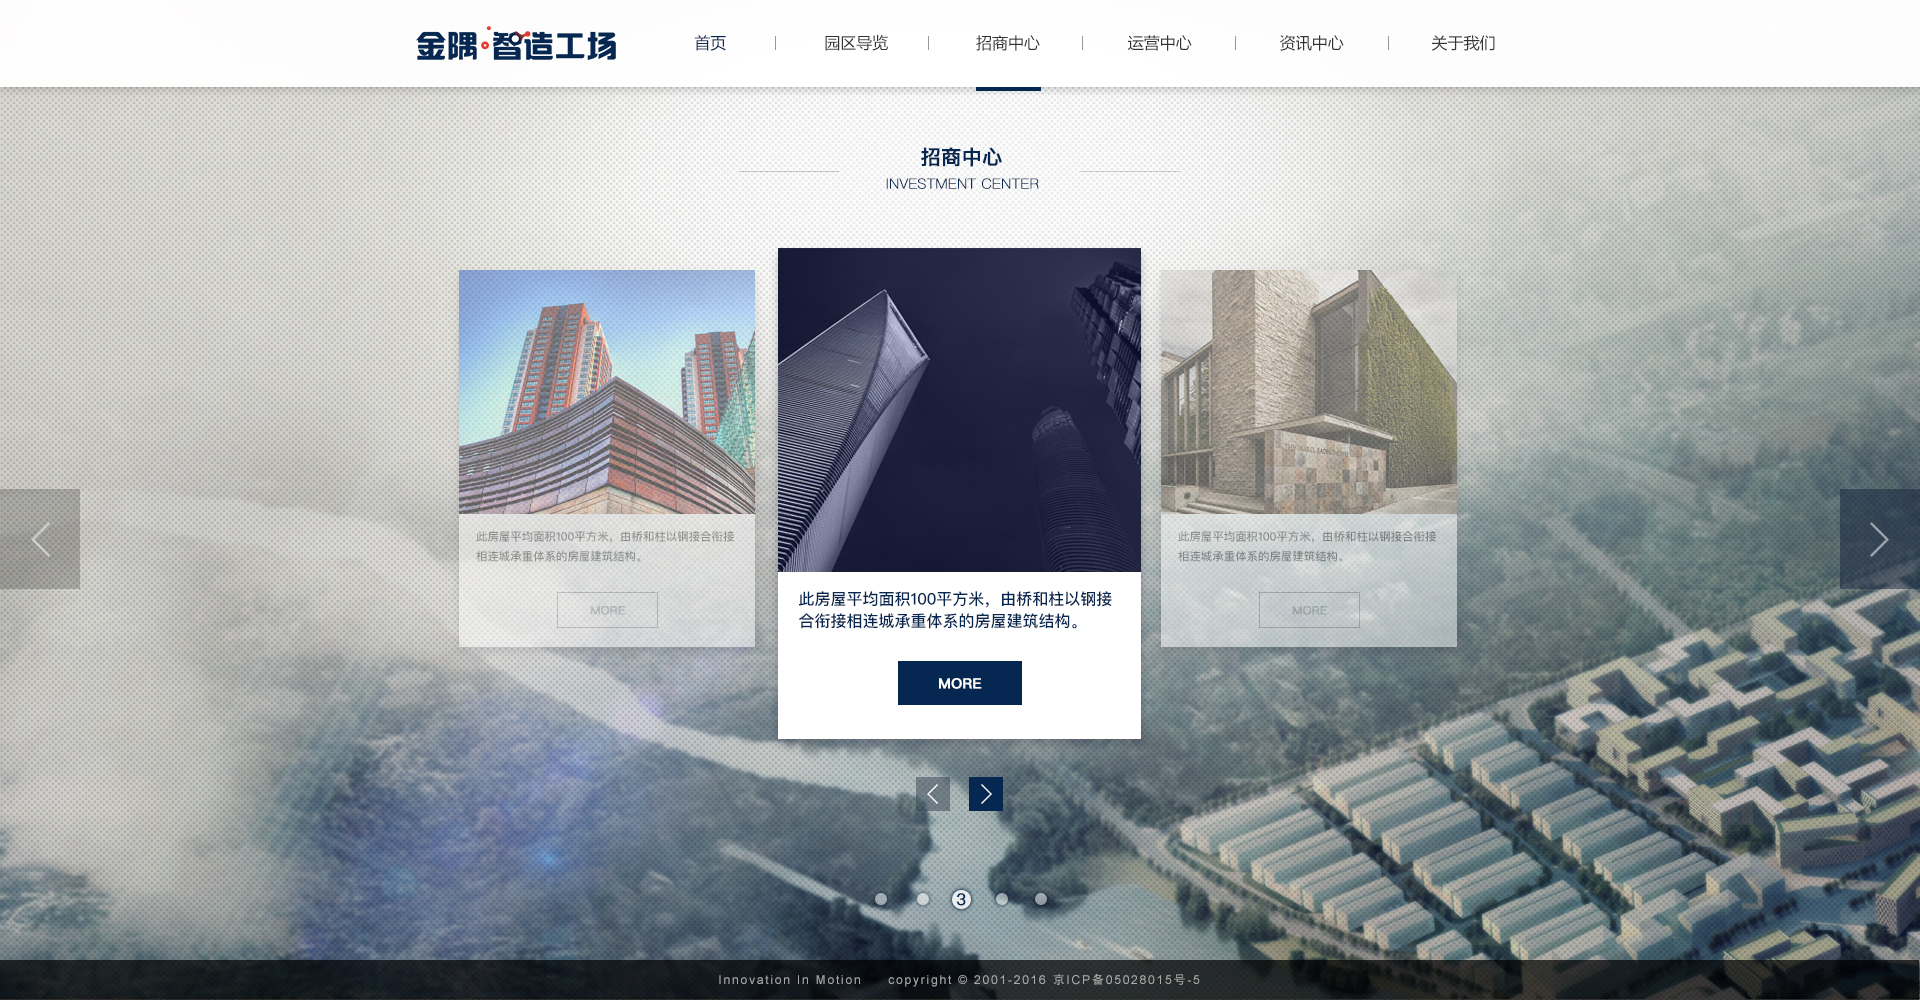 金隅·智造工场
首页
园区导览
招商中心
运营中心
资讯中心
关于我们
招商中心
INVESTMENT CENTER
此房屋平均面积100平方米，由桥和柱以钢接合衔接
相连城承重体系的房屋建筑结构。
MORE
此房屋平均面积100平方米，由桥和柱以钢接
合衔接相连城承重体系的房屋建筑结构。
MORE
此房屋平均面积100平方米，由桥和柱以钢接合衔接
相连城承重体系的房屋建筑结构。
MORE
3
Innovation In Motion copyright © 2001-2016 京ICP备05028015号-5